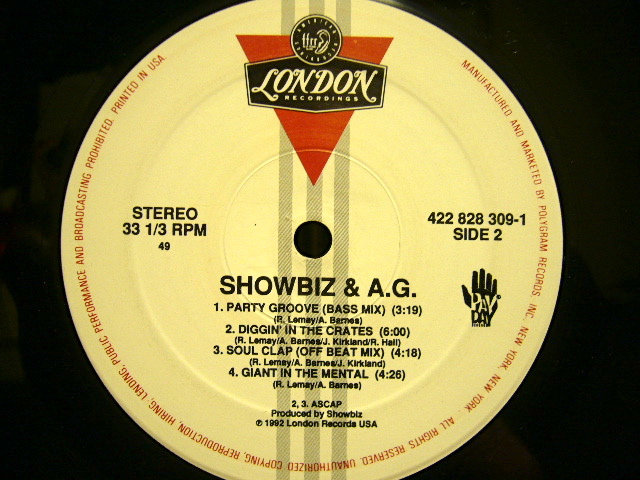 LONDON
RECORDINGS
STEREO
33 1/3 RPM
49
422 828 309-1
SIDE 2
PAY
DAY
SHOWBIZ & A.G.
1. PARTY GROOVE (BASS MIX) (3:19)
(R. Lemay/A. Barnes)
2. DIGGIN' IN THE CRATES (6:00)
(R. Lemay/A. Barnes/J. Kirkland/R. Hall)
3. SOUL CLAP (OFF BEAT MIX) (4:18)
(R. Lemay/A. Barnes/J. Kirkland)
4. GIANT IN THE MENTAL (4:26)
(R. Lemay/A. Barnes)
2, 3. ASCAP
Produced by Showbiz
℗ 1992 London Records USA
MANUFACTURED AND MARKETED BY POLYGRAM RECORDS, INC. NEW YORK, NEW YORK. ALL RIGHTS RESERVED. UNAUTHORIZED COPYING, REPRODUCTION, HIRING, LENDING, PUBLIC PERFORMANCE AND BROADCASTING PROHIBITED. PRINTED IN USA.